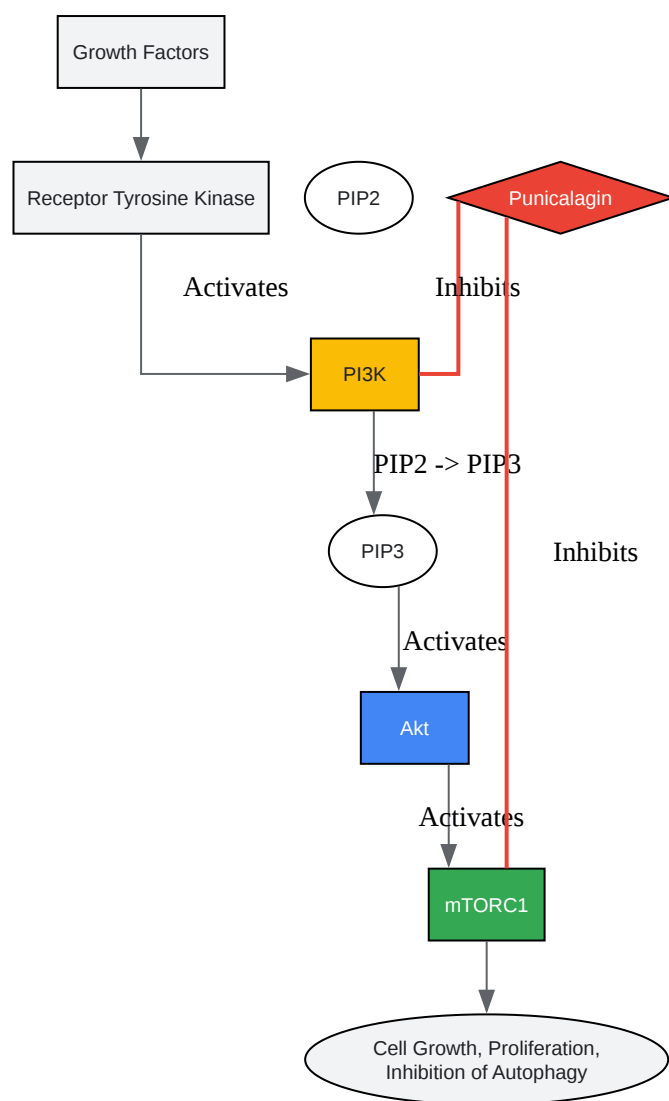 Growth Factors
Receptor Tyrosine Kinase
PIP2
Punicalagin
Activates
Inhibits
PI3K
PIP2 -> PIP3
PIP3
Inhibits
Activates
Akt
Activates
mTORC1
Cell Growth, Proliferation,
Inhibition of Autophagy